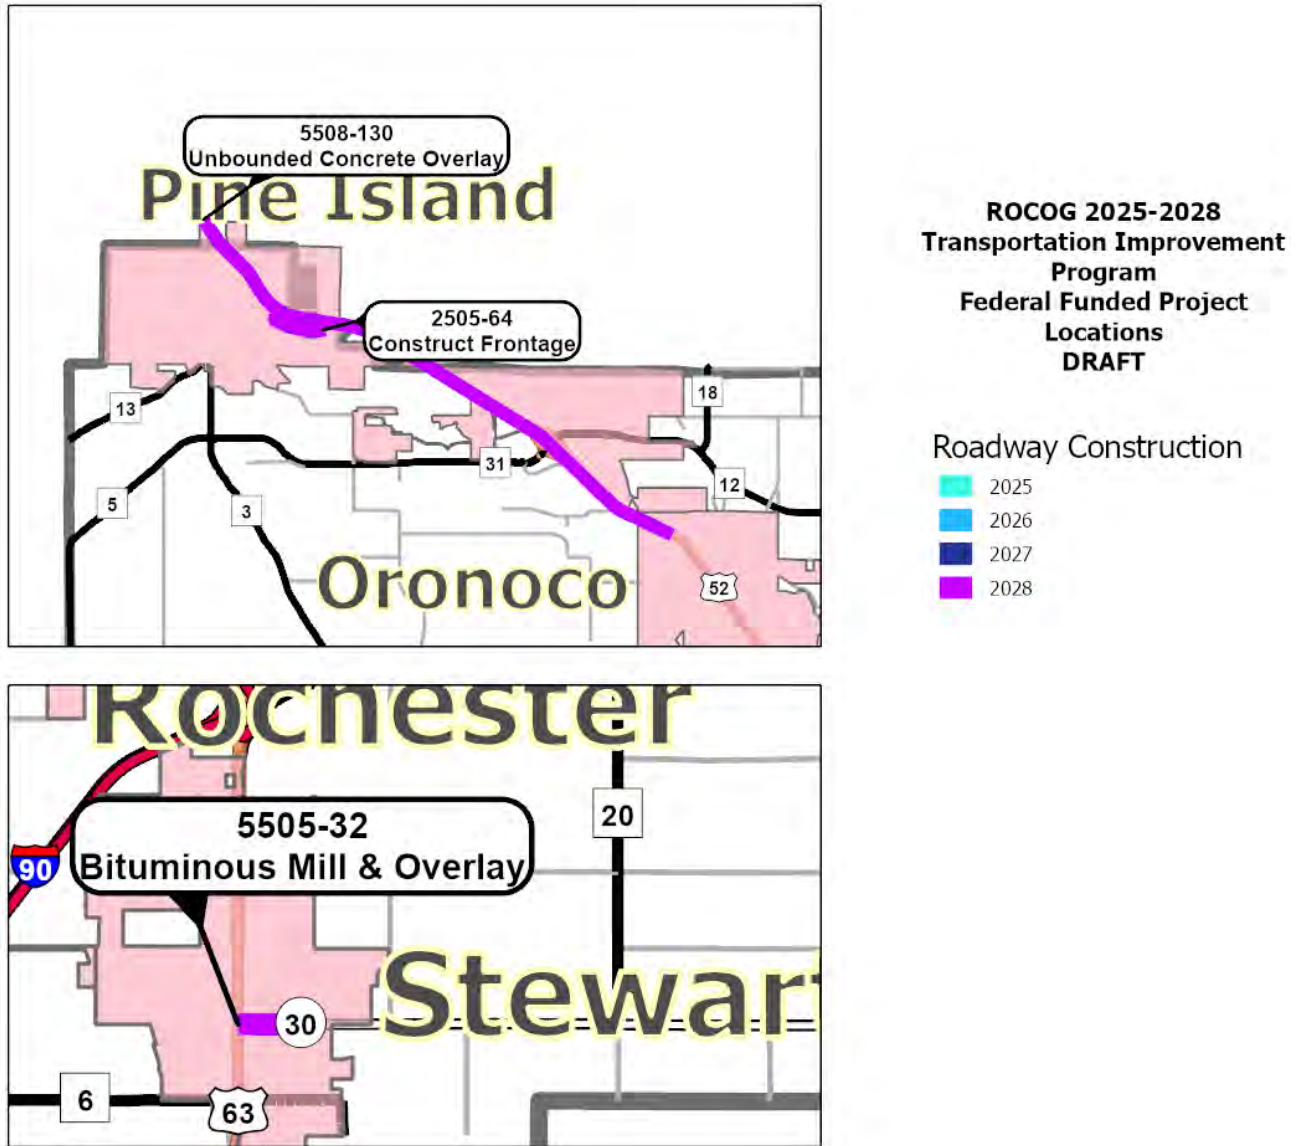 5508-130
Unbounded Concrete Overlay
Pine Island
2505-64
Construct Frontage
18
13
31
12
5
3
Oronoco
52
ROCOG 2025-2028
Transportation Improvement
Program
Federal Funded Project
Locations
DRAFT
Roadway Construction
2025
2026
2027
2028
Rochester
5505-32
Bituminous Mill & Overlay
20
90
Stewar
30
6
63